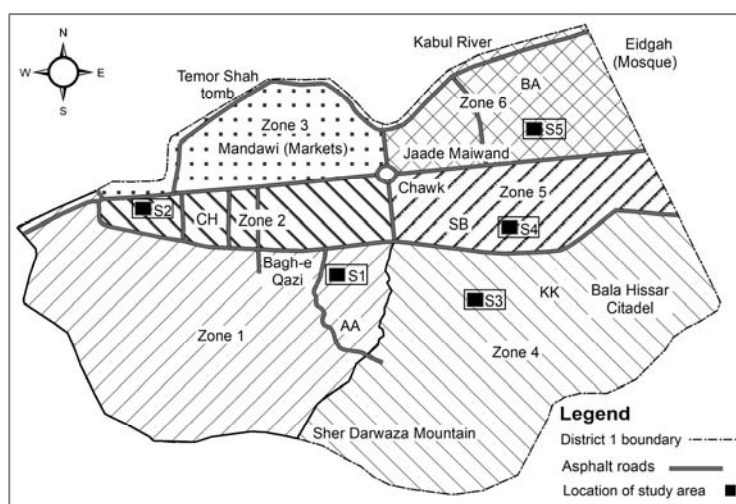 N
W
E
S
Kabul River
Eidgah
(Mosque)
Temor Shah
tomb
BA
Zone 6
Zone 3
S5
Mandawi (Markets)
Jaade Maiwand
Chawk
Zone 5
S2
CH
Zone 2
SB
S4
Bagh-e
Qazi
S1
S3
KK
Bala Hissar
Citadel
Zone 1
AA
Zone 4
Sher Darwaza Mountain
Legend
District 1 boundary
Asphalt roads
Location of study area